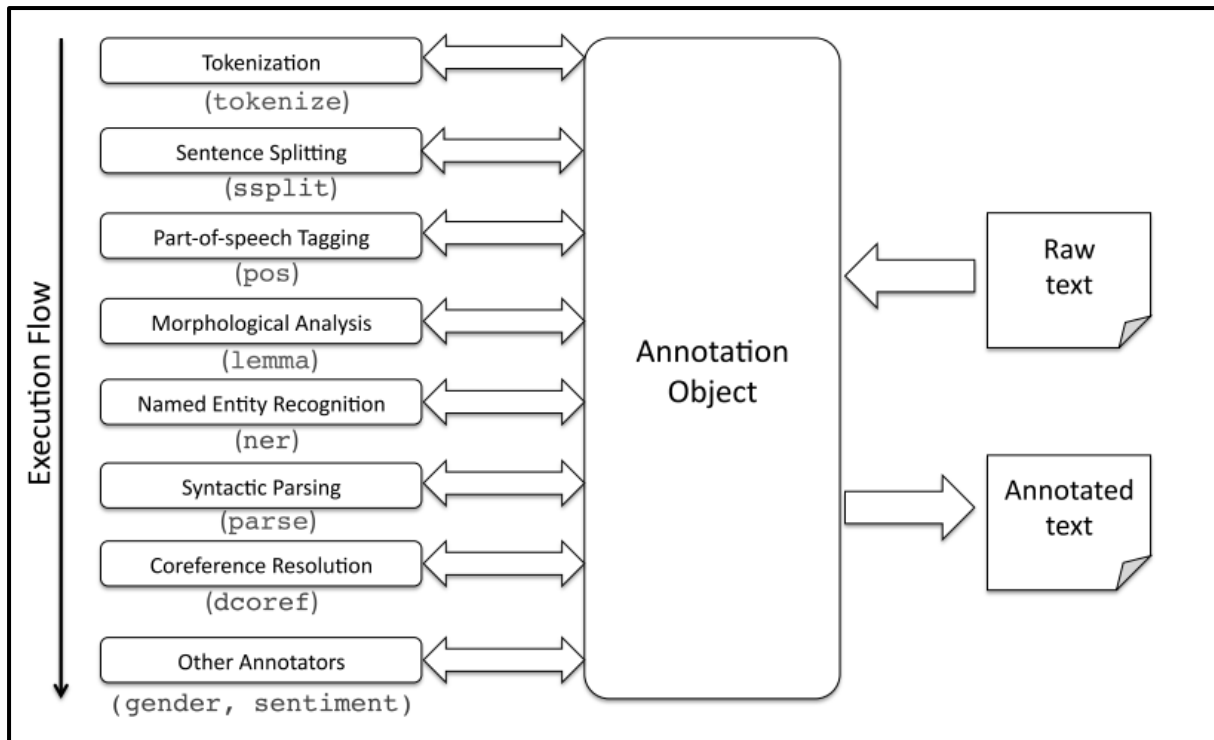 Execution Flow
Tokenization
(tokenize)
Sentence Splitting
(ssplit)
Part-of-speech Tagging
(pos)
Morphological Analysis
(lemma)
Named Entity Recognition
(ner)
Syntactic Parsing
(parse)
Coreference Resolution
(dcoref)
Other Annotators
(gender, sentiment)
Annotation
Object
Raw
text
Annotated
text